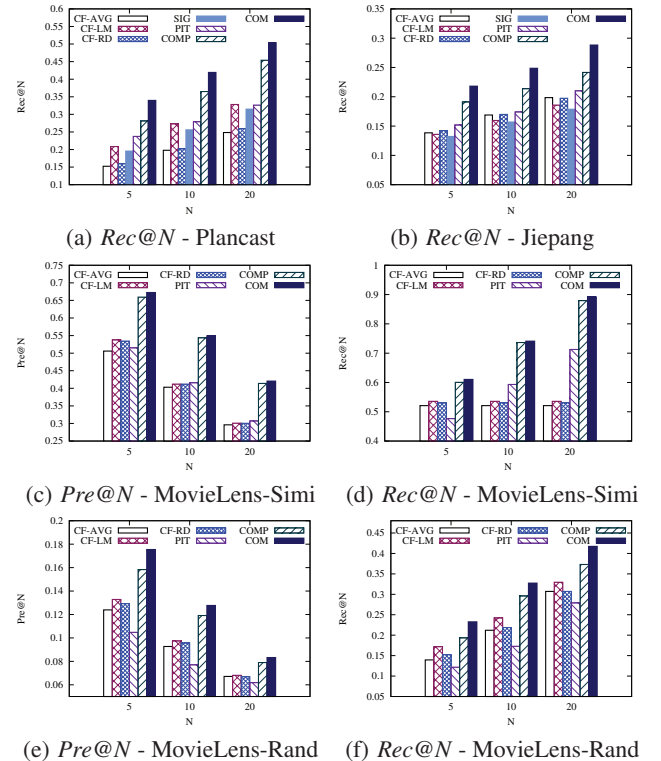 0.6
0.55
0.5
0.45
0.4
0.35
0.3
0.25
0.2
0.15
0.1
Rec@N
CF-AVG
CF-LM
CF-RD
SIG
PIT
COMP
COM
5 10 20
N
(a) Rec@N - Plancast
0.35
0.3
0.25
0.2
0.15
0.1
0.05
Rec@N
CF-AVG
CF-LM
CF-RD
SIG
PIT
COMP
COM
5 10 20
N
(b) Rec@N - Jiepang
0.75
0.7
0.65
0.6
0.55
0.5
0.45
0.4
0.35
0.3
0.25
Pre@N
CF-AVG
CF-LM
CF-RD
PIT
COMP
COM
5 10 20
N
(c) Pre@N - MovieLens-Simi
1
0.9
0.8
0.7
0.6
0.5
0.4
Rec@N
CF-AVG
CF-LM
CF-RD
PIT
COMP
COM
5 10 20
N
(d) Rec@N - MovieLens-Simi
0.2
0.18
0.16
0.14
0.12
0.1
0.08
0.06
Pre@N
CF-AVG
CF-LM
CF-RD
PIT
COMP
COM
5 10 20
N
(e) Pre@N - MovieLens-Rand
0.45
0.4
0.35
0.3
0.25
0.2
0.15
0.1
0.05
Rec@N
CF-AVG
CF-LM
CF-RD
PIT
COMP
COM
5 10 20
N
(f) Rec@N - MovieLens-Rand